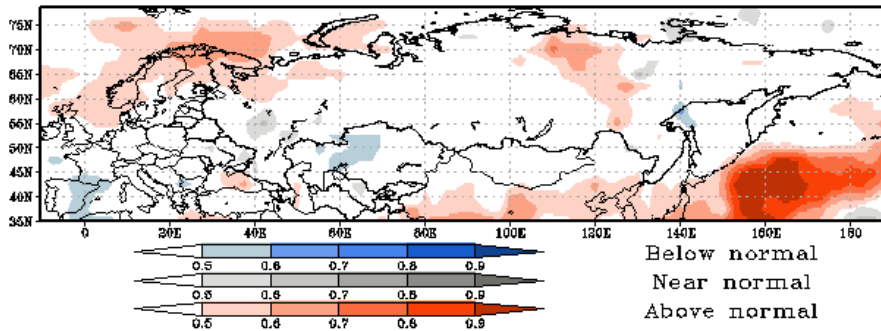 75N
70N
65N
60N
55N
50N
45N
40N
35N
0 20E 40E 60E 80E 100E 120E 140E 160E 180
0.5 0.6 0.7 0.8 0.9 Below normal
0.5 0.6 0.7 0.8 0.9 Near normal
0.5 0.6 0.7 0.8 0.9 Above normal